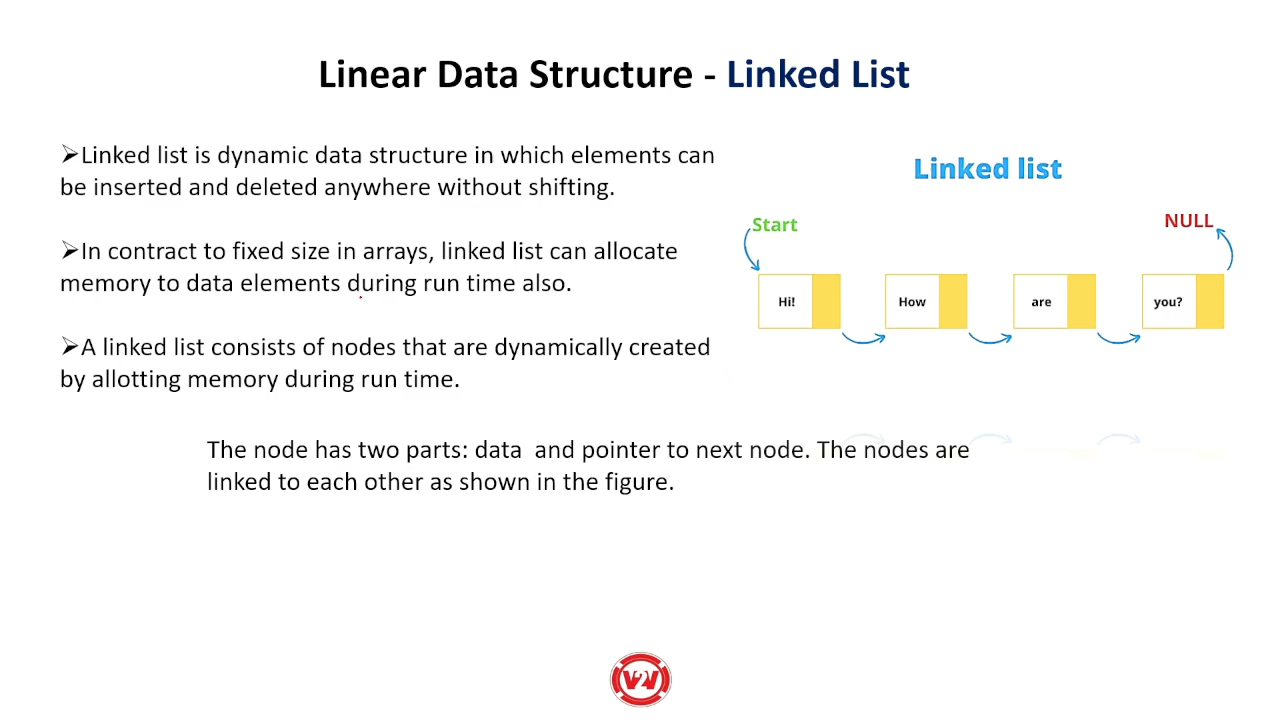 Linear Data Structure - Linked List
➢Linked list is dynamic data structure in which elements can
be inserted and deleted anywhere without shifting.
➢In contract to fixed size in arrays, linked list can allocate
memory to data elements during run time also.
➢A linked list consists of nodes that are dynamically created
by allotting memory during run time.
Linked list
Start
NULL
Hi!
How
are
you?
The node has two parts: data and pointer to next node. The nodes are
linked to each other as shown in the figure.
V2V